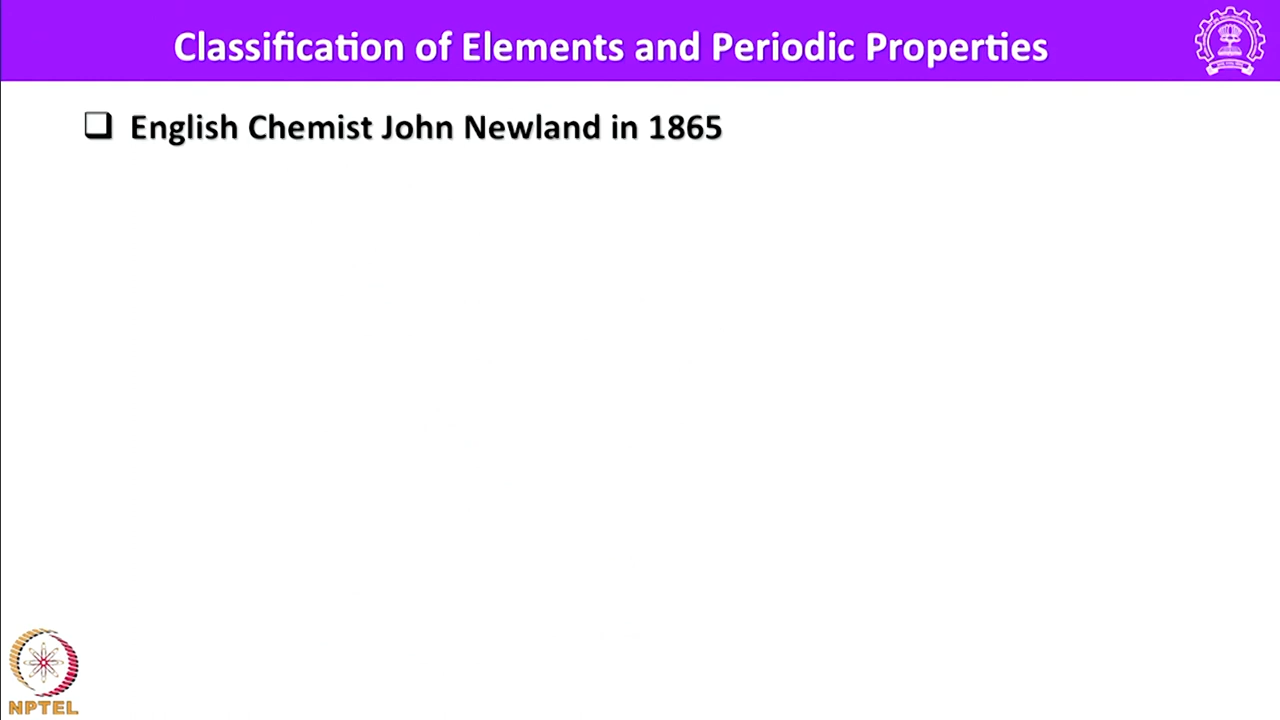 Classification of Elements and Periodic Properties
❑ English Chemist John Newland in 1865
NPTEL